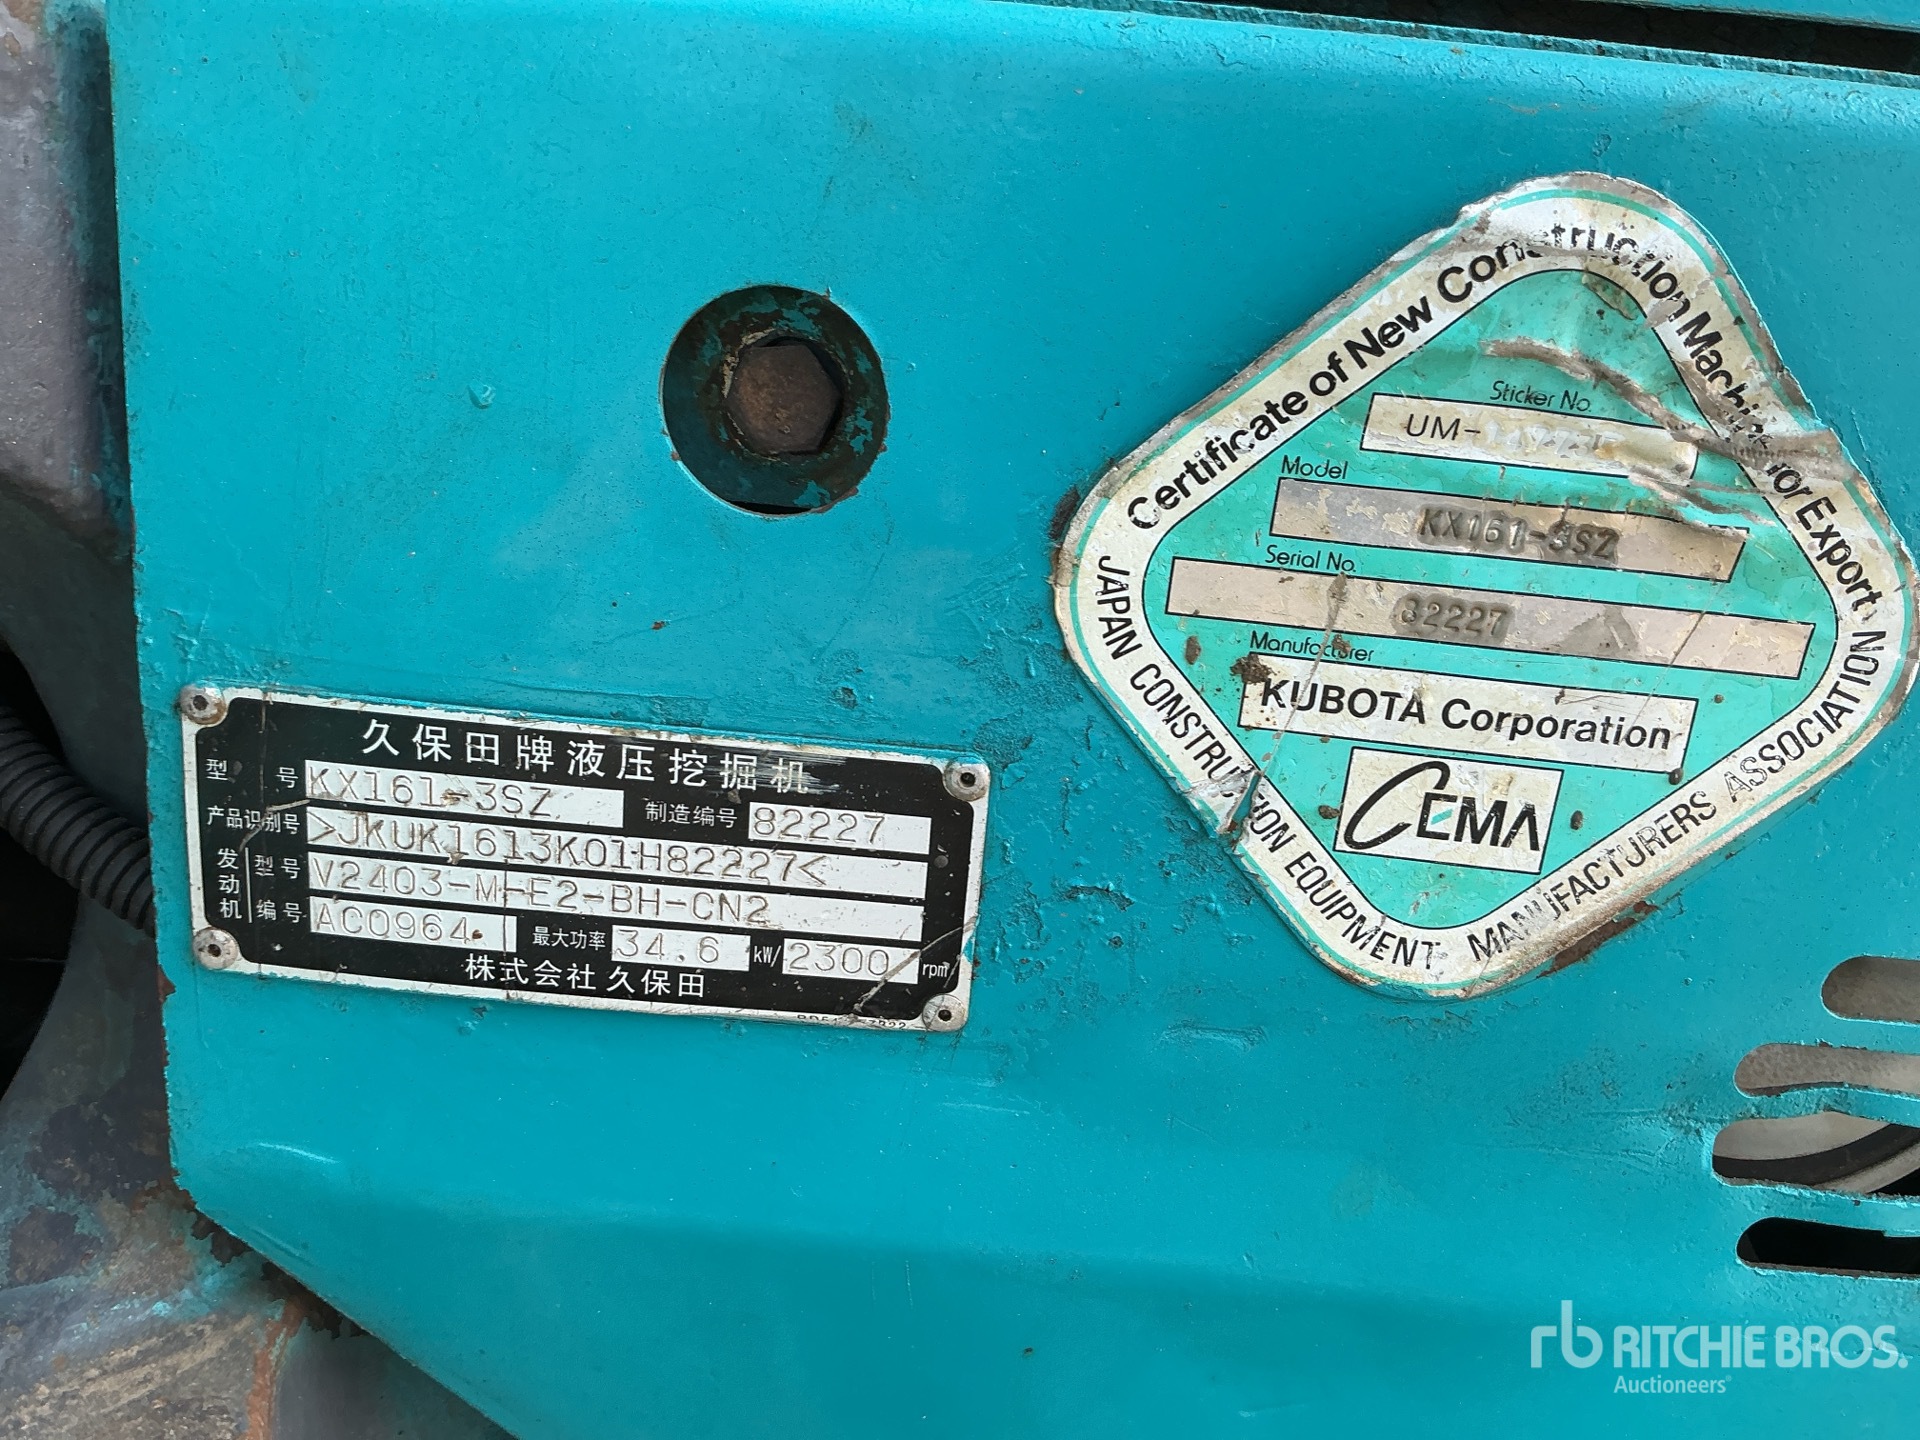 久保田牌液压挖掘机
型号 KX161-3SZ 制造编号 82227
产品识别号 >JKUK1613K01H82227<
发动机 型号 V2403-M-E2-BH-CN2
编号 AC0964 最大功率 34.6 kW/ 2300 rpm
株式会社 久保田
Certificate of New Construction Machinery for Export
Sticker No.
UM-
Model
KX161-3SZ
Serial No.
82227
Manufacturer
KUBOTA Corporation
CEMA
JAPAN CONSTRUCTION EQUIPMENT MANUFACTURERS ASSOCIATION
rb RITCHIE BROS.
Auctioneers